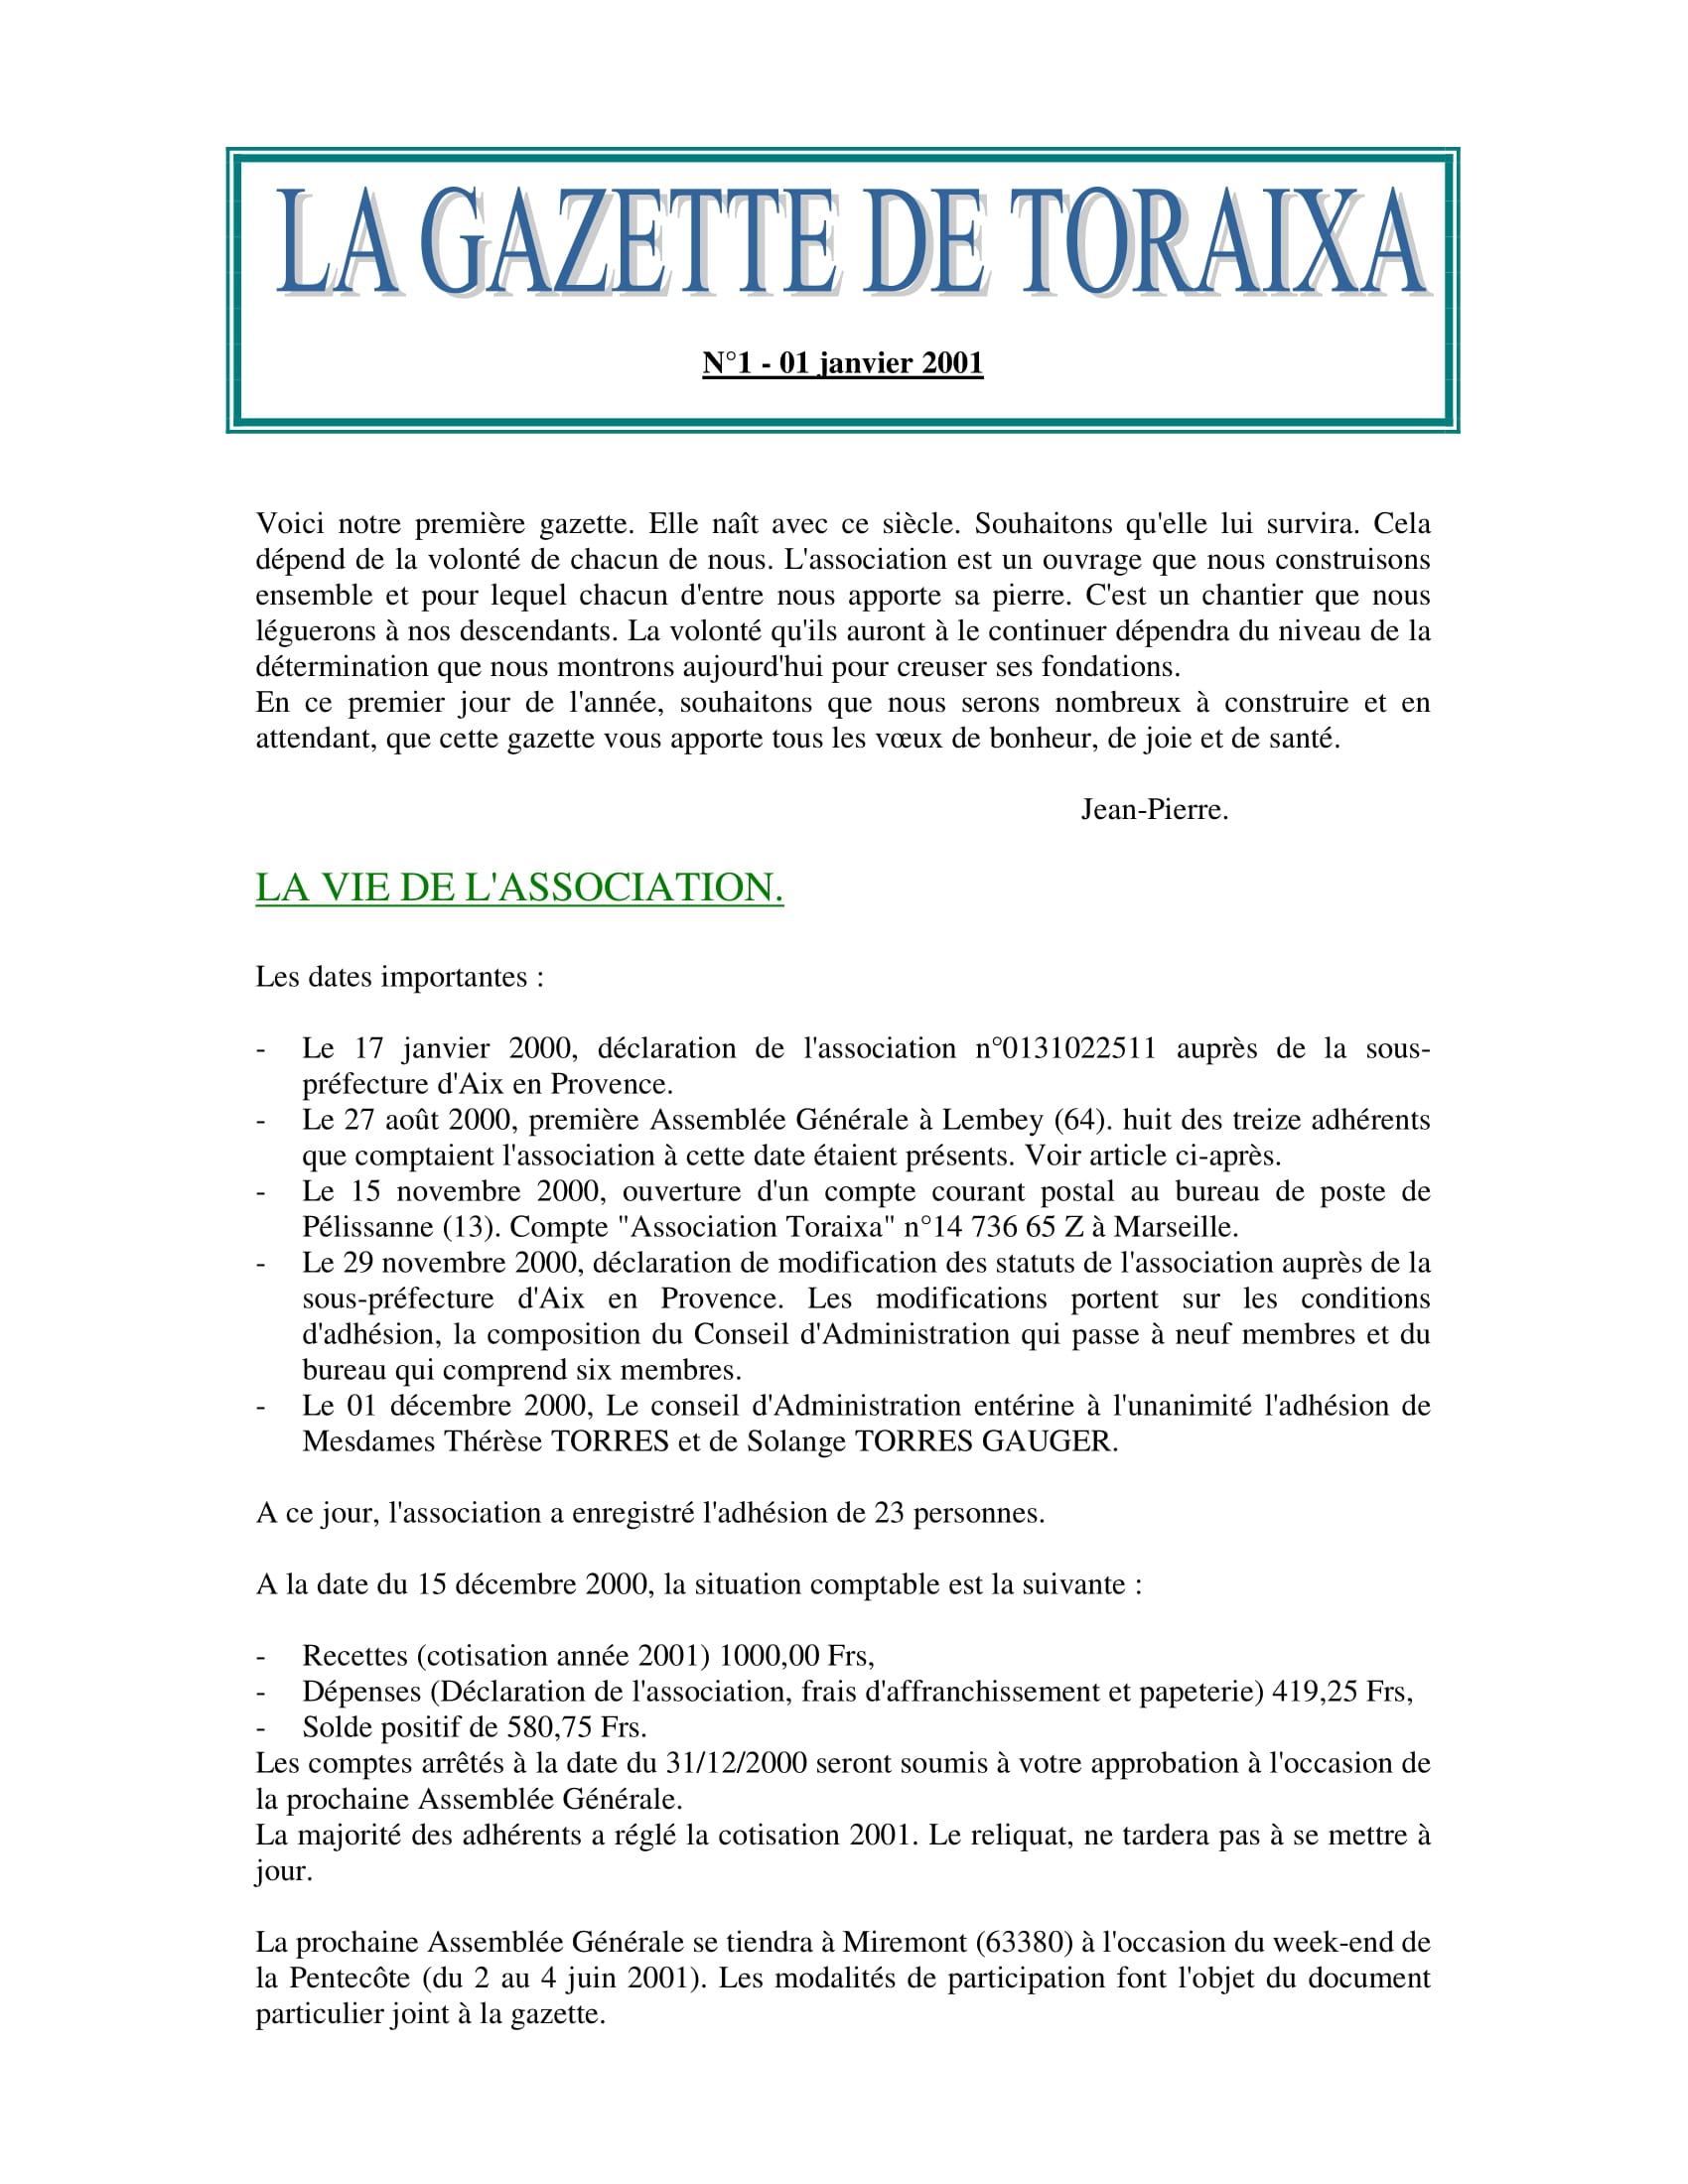 LA GAZETTE DE TORAIXA
N°1 - 01 janvier 2001
Voici notre première gazette. Elle naît avec ce siècle. Souhaitons qu'elle lui survira. Cela
dépend de la volonté de chacun de nous. L'association est un ouvrage que nous construisons
ensemble et pour lequel chacun d'entre nous apporte sa pierre. C'est un chantier que nous
léguerons à nos descendants. La volonté qu'ils auront à le continuer dépendra du niveau de la
détermination que nous montrons aujourd'hui pour creuser ses fondations.
En ce premier jour de l'année, souhaitons que nous serons nombreux à construire et en
attendant, que cette gazette vous apporte tous les vœux de bonheur, de joie et de santé.
Jean-Pierre.
LA VIE DE L'ASSOCIATION.
Les dates importantes :
- Le 17 janvier 2000, déclaration de l'association n°0131022511 auprès de la sous-
préfecture d'Aix en Provence.
- Le 27 août 2000, première Assemblée Générale à Lembey (64). huit des treize adhérents
que comptaient l'association à cette date étaient présents. Voir article ci-après.
- Le 15 novembre 2000, ouverture d'un compte courant postal au bureau de poste de
Pélissanne (13). Compte "Association Toraixa" n°14 736 65 Z à Marseille.
- Le 29 novembre 2000, déclaration de modification des statuts de l'association auprès de la
sous-préfecture d'Aix en Provence. Les modifications portent sur les conditions
d'adhésion, la composition du Conseil d'Administration qui passe à neuf membres et du
bureau qui comprend six membres.
- Le 01 décembre 2000, Le conseil d'Administration entérine à l'unanimité l'adhésion de
Mesdames Thérèse TORRES et de Solange TORRES GAUGER.
A ce jour, l'association a enregistré l'adhésion de 23 personnes.
A la date du 15 décembre 2000, la situation comptable est la suivante :
- Recettes (cotisation année 2001) 1000,00 Frs,
- Dépenses (Déclaration de l'association, frais d'affranchissement et papeterie) 419,25 Frs,
- Solde positif de 580,75 Frs.
Les comptes arrêtés à la date du 31/12/2000 seront soumis à votre approbation à l'occasion de
la prochaine Assemblée Générale.
La majorité des adhérents a réglé la cotisation 2001. Le reliquat, ne tardera pas à se mettre à
jour.
La prochaine Assemblée Générale se tiendra à Miremont (63380) à l'occasion du week-end de
la Pentecôte (du 2 au 4 juin 2001). Les modalités de participation font l'objet du document
particulier joint à la gazette.